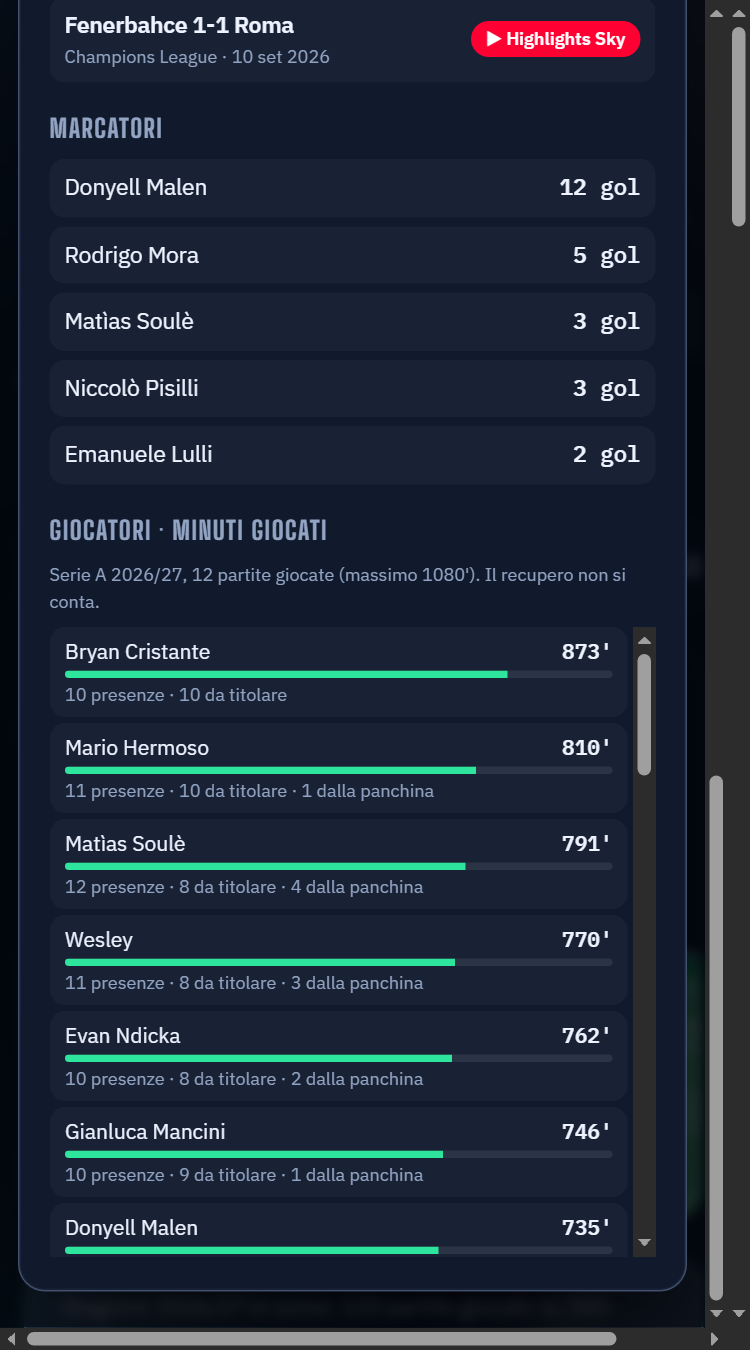 Fenerbahce 1-1 Roma
Champions League · 10 set 2026
▶ Highlights Sky
MARCATORI
Donyell Malen 12 gol
Rodrigo Mora 5 gol
Matìas Soulè 3 gol
Niccolò Pisilli 3 gol
Emanuele Lulli 2 gol
GIOCATORI · MINUTI GIOCATI
Serie A 2026/27, 12 partite giocate (massimo 1080'). Il recupero non si
conta.
Bryan Cristante 873'
10 presenze · 10 da titolare
Mario Hermoso 810'
11 presenze · 10 da titolare · 1 dalla panchina
Matìas Soulè 791'
12 presenze · 8 da titolare · 4 dalla panchina
Wesley 770'
11 presenze · 8 da titolare · 3 dalla panchina
Evan Ndicka 762'
10 presenze · 8 da titolare · 2 dalla panchina
Gianluca Mancini 746'
10 presenze · 9 da titolare · 1 dalla panchina
Donyell Malen 735'